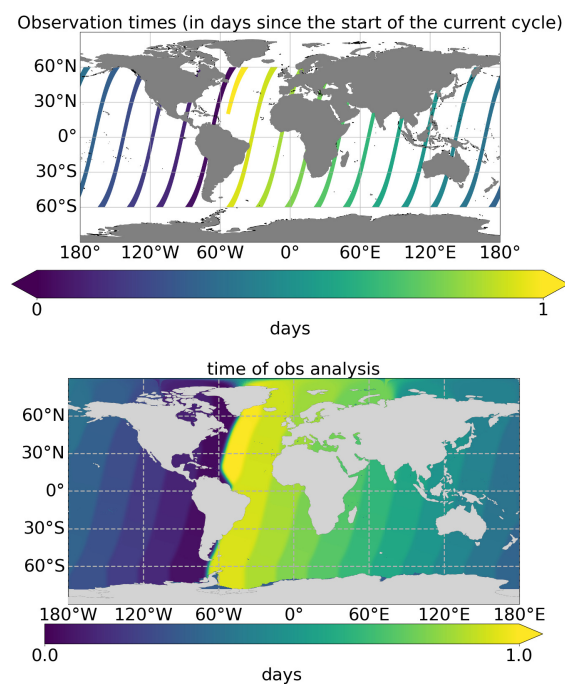 Observation times (in days since the start of the current cycle)
60°N
30°N
0°
30°S
60°S
180° 120°W 60°W 0° 60°E 120°E 180°
0 1
days
time of obs analysis
60°N
30°N
0°
30°S
60°S
180°W 120°W 60°W 0° 60°E 120°E 180°E
0.0 1.0
days